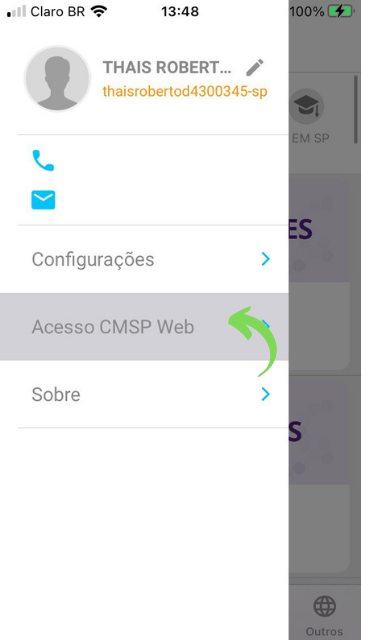 Claro BR 13:48 100%
THAIS ROBERT...
thaisrobertod4300345-sp
EM SP
ES
Configurações
Acesso CMSP Web
Sobre
S
Outros